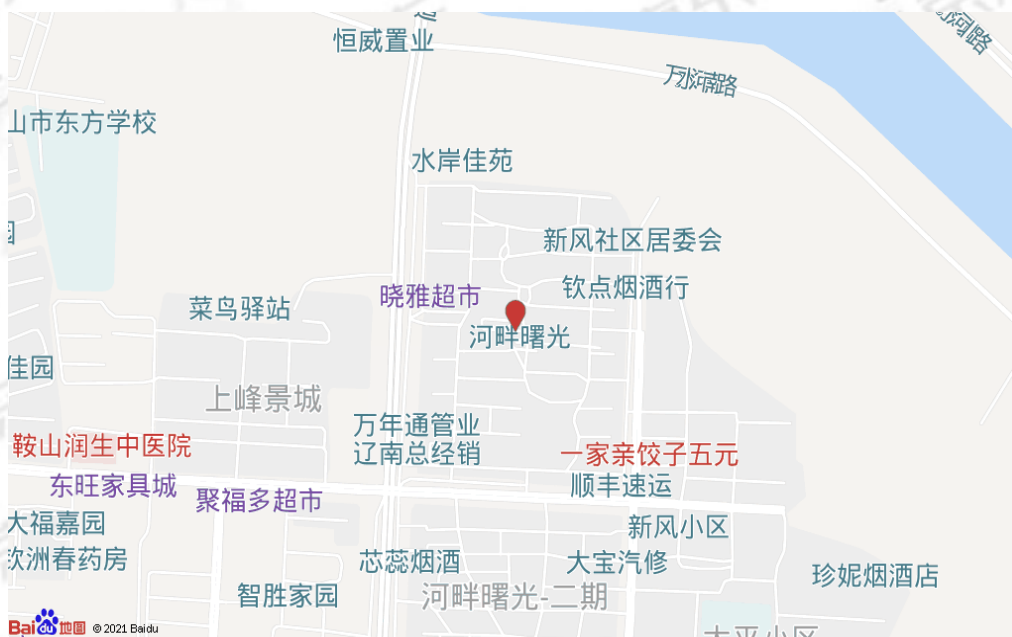 恒威置业
万水河南路
山市东方学校
水岸佳苑
新风社区居委会
钦点烟酒行
晓雅超市
菜鸟驿站
河畔曙光
佳园
上峰景城
万年通管业
辽南总经销
鞍山润生中医院
一家亲饺子五元
东旺家具城
顺丰速运
聚福多超市
大福嘉园
新风小区
欧洲春药房
芯蕊烟酒
大宝汽修
珍妮烟酒店
智胜家园
河畔曙光-二期
太平小区
Baidu地图 © 2021 Baidu